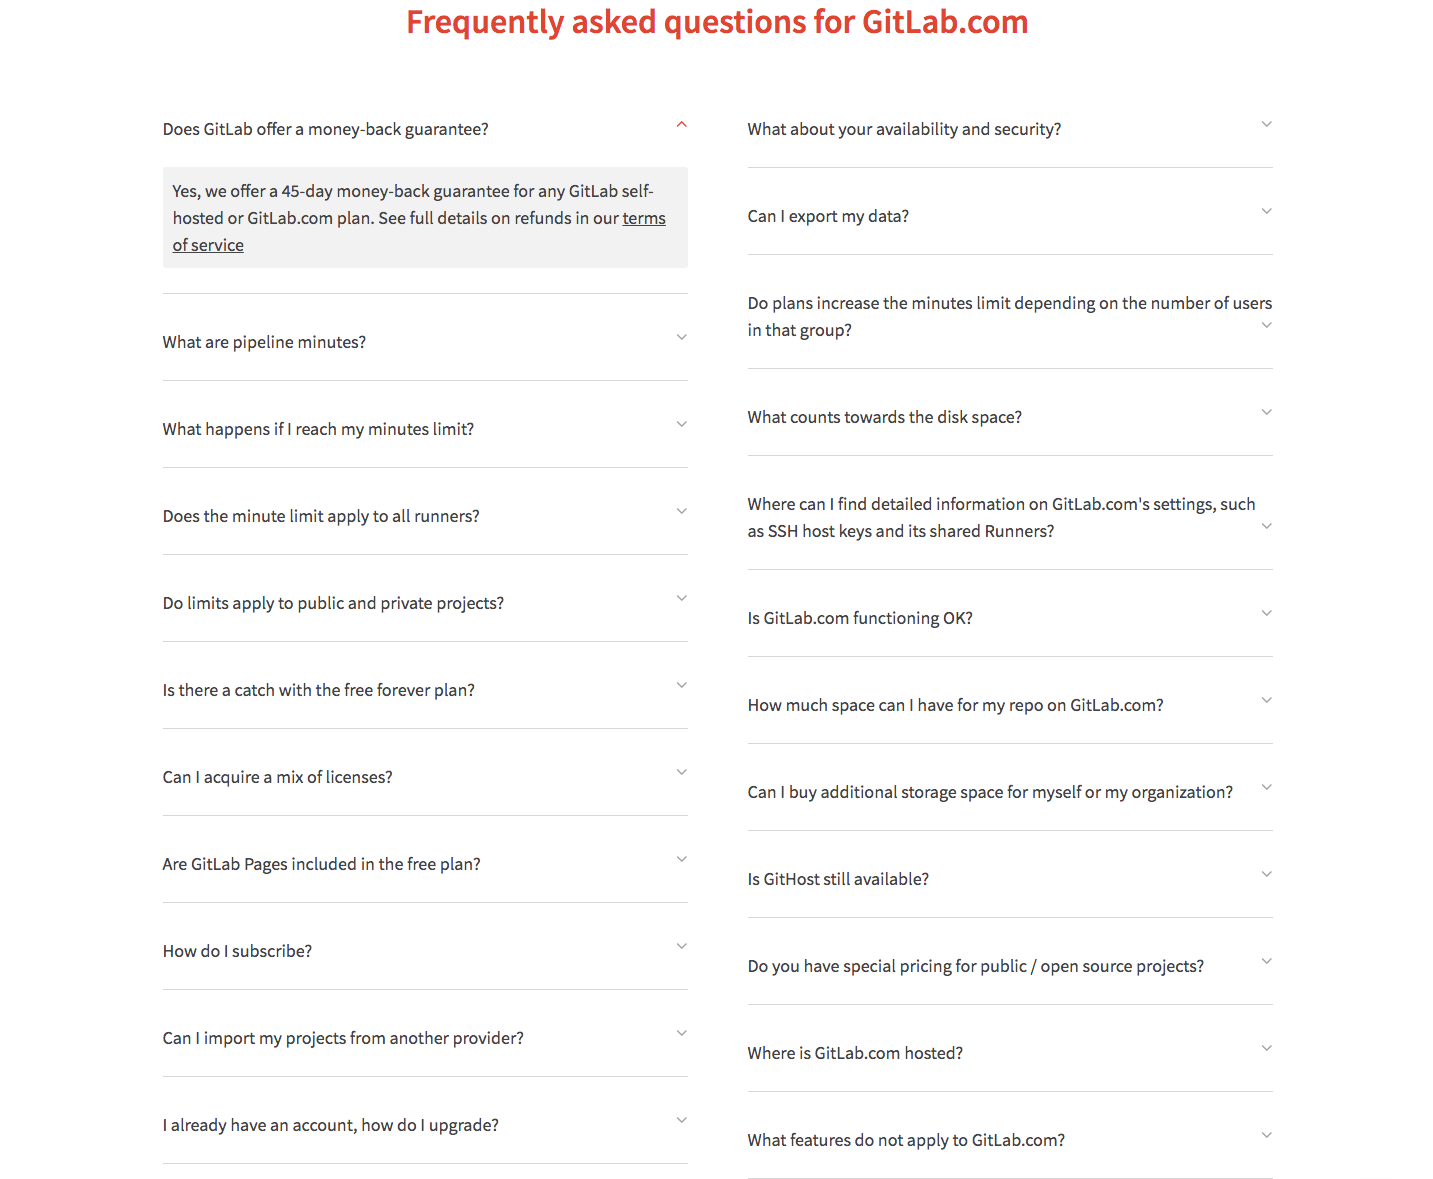 Frequently asked questions for GitLab.com
Does GitLab offer a money-back guarantee?
Yes, we offer a 45-day money-back guarantee for any GitLab self-
hosted or GitLab.com plan. See full details on refunds in our terms
of service
What are pipeline minutes?
What happens if I reach my minutes limit?
Does the minute limit apply to all runners?
Do limits apply to public and private projects?
Is there a catch with the free forever plan?
Can I acquire a mix of licenses?
Are GitLab Pages included in the free plan?
How do I subscribe?
Can I import my projects from another provider?
I already have an account, how do I upgrade?
What about your availability and security?
Can I export my data?
Do plans increase the minutes limit depending on the number of users
in that group?
What counts towards the disk space?
Where can I find detailed information on GitLab.com's settings, such
as SSH host keys and its shared Runners?
Is GitLab.com functioning OK?
How much space can I have for my repo on GitLab.com?
Can I buy additional storage space for myself or my organization?
Is GitHost still available?
Do you have special pricing for public / open source projects?
Where is GitLab.com hosted?
What features do not apply to GitLab.com?